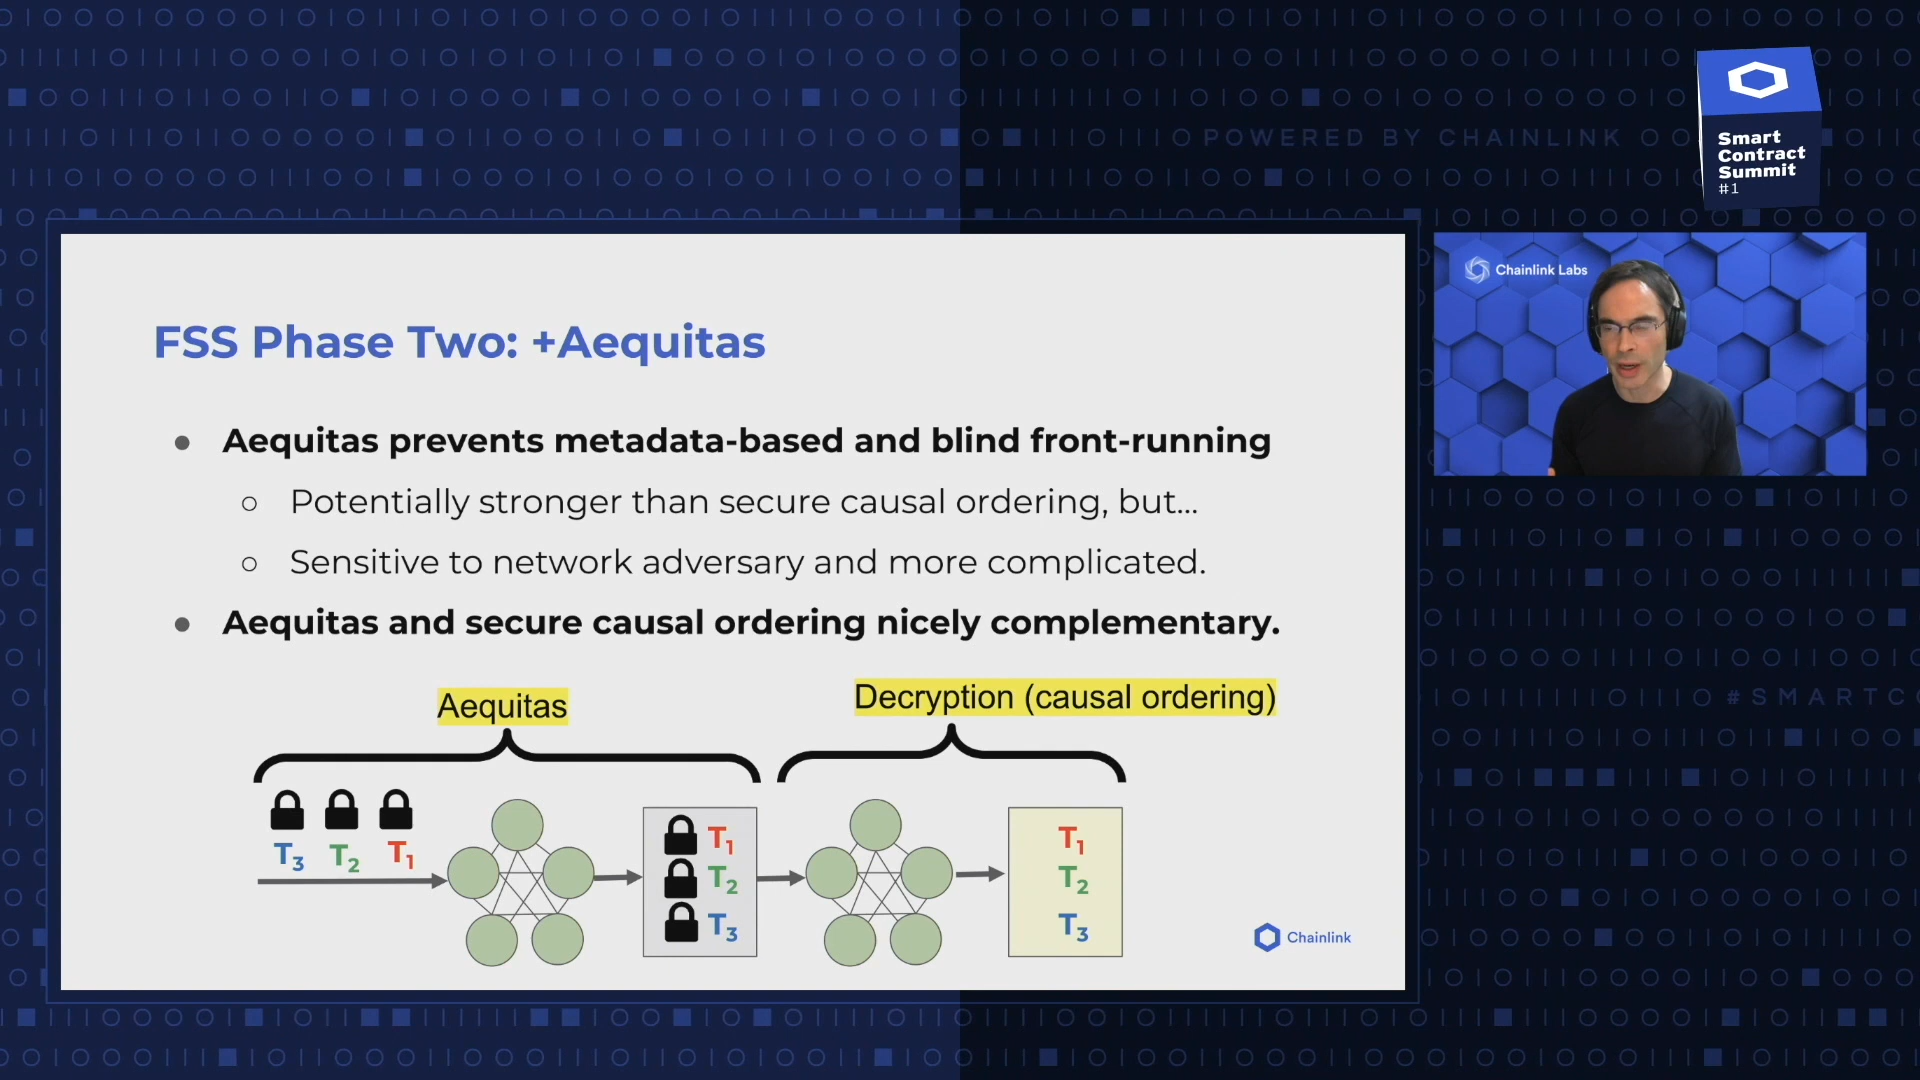 POWERED BY CHAINLINK
Smart
Contract
Summit
#1
Chainlink Labs
FSS Phase Two: +Aequitas
● Aequitas prevents metadata-based and blind front-running
○ Potentially stronger than secure causal ordering, but...
○ Sensitive to network adversary and more complicated.
● Aequitas and secure causal ordering nicely complementary.
#SMARTC
Aequitas
Decryption (causal ordering)
T3 T2 T1
T1
T2
T3
T1
T2
T3
Chainlink